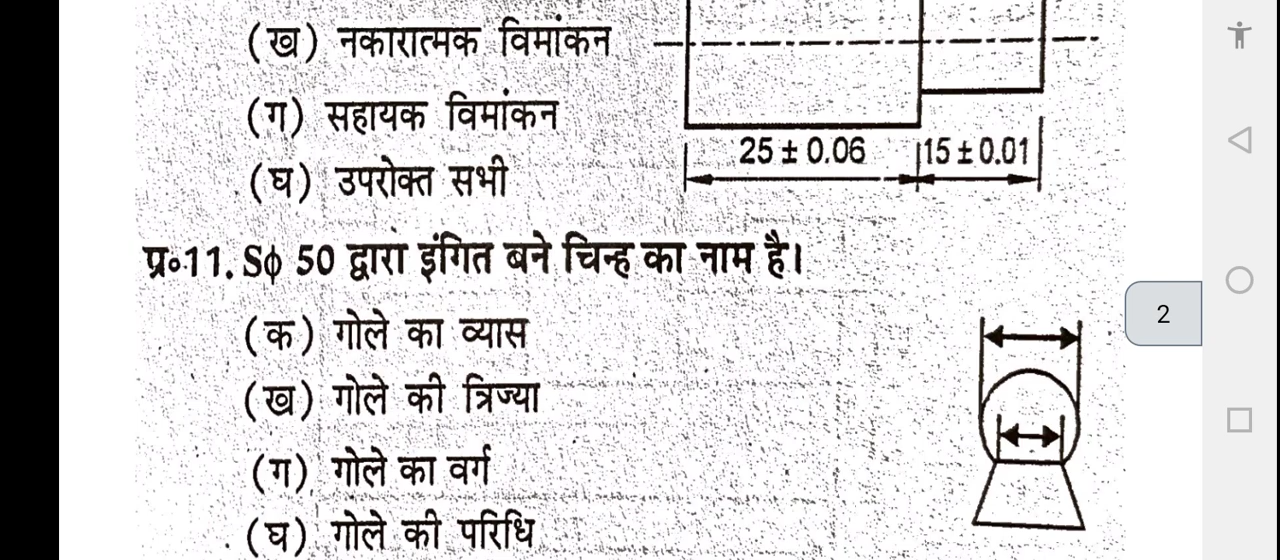 (ख) नकारात्मक विमांकन
(ग) सहायक विमांकन
(घ) उपरोक्त सभी
25 ± 0.06
15 ± 0.01
प्र॰11. Sϕ 50 द्वारा इंगित बने चिन्ह का नाम है।
(क) गोले का व्यास
(ख) गोले की त्रिज्या
(ग) गोले का वर्ग
(घ) गोले की परिधि
2